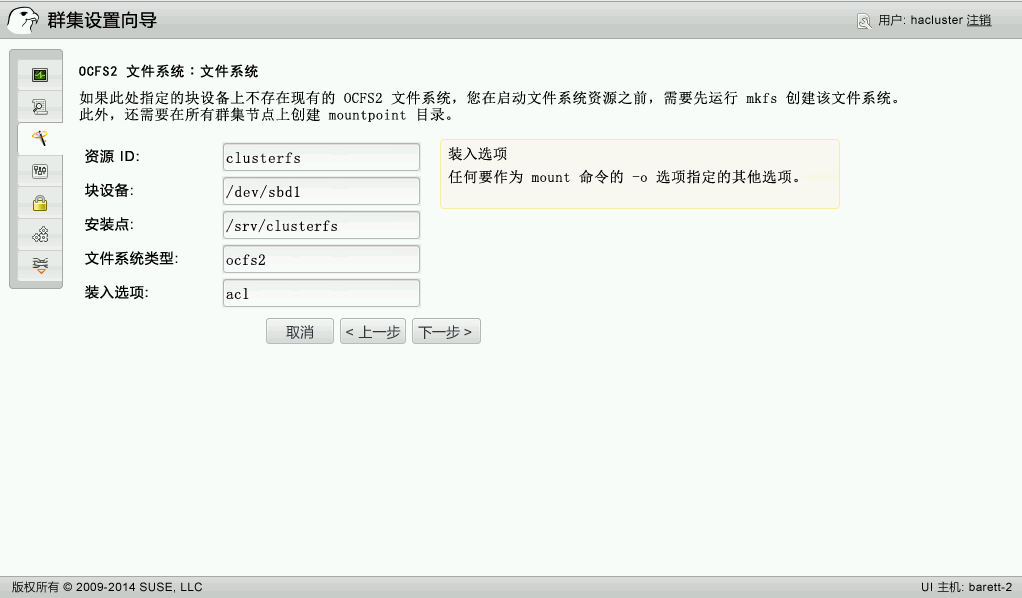 群集设置向导
用户: hacluster 注销
OCFS2 文件系统：文件系统
如果此处指定的块设备上不存在现有的 OCFS2 文件系统，您在启动文件系统资源之前，需要先运行 mkfs 创建该文件系统。
此外，还需要在所有群集节点上创建 mountpoint 目录。
资源 ID: clusterfs
块设备: /dev/sbd1
安装点: /srv/clusterfs
文件系统类型: ocfs2
装入选项: acl
装入选项
任何要作为 mount 命令的 -o 选项指定的其他选项。
取消 < 上一步 下一步 >
版权所有 © 2009-2014 SUSE, LLC
UI 主机: barett-2